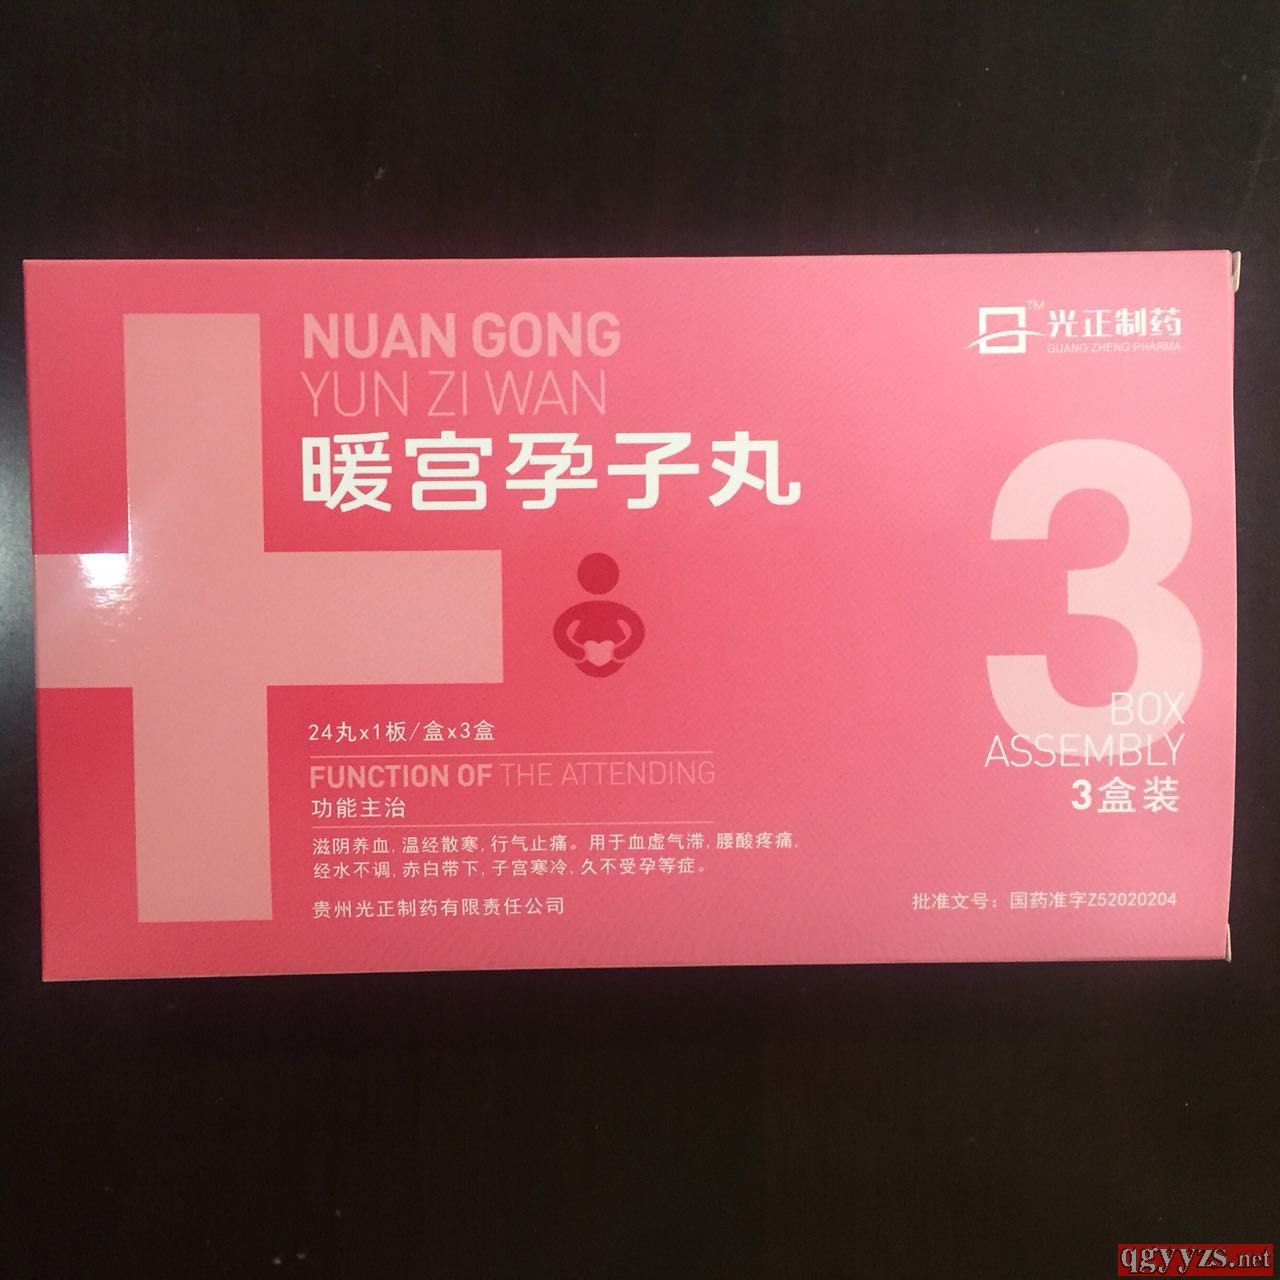 NUAN GONG
YUN ZI WAN
暖宫孕子丸
TM
光正制药
GUANG ZHENG PHARMA
3
BOX
ASSEMBLY
3盒装
24丸x1板/盒x3盒
FUNCTION OF THE ATTENDING
功能主治
滋阴养血,温经散寒,行气止痛。用于血虚气滞,腰酸疼痛,
经水不调,赤白带下,子宫寒冷,久不受孕等症。
贵州光正制药有限责任公司
批准文号：国药准字Z52020204
qgyyzs.net